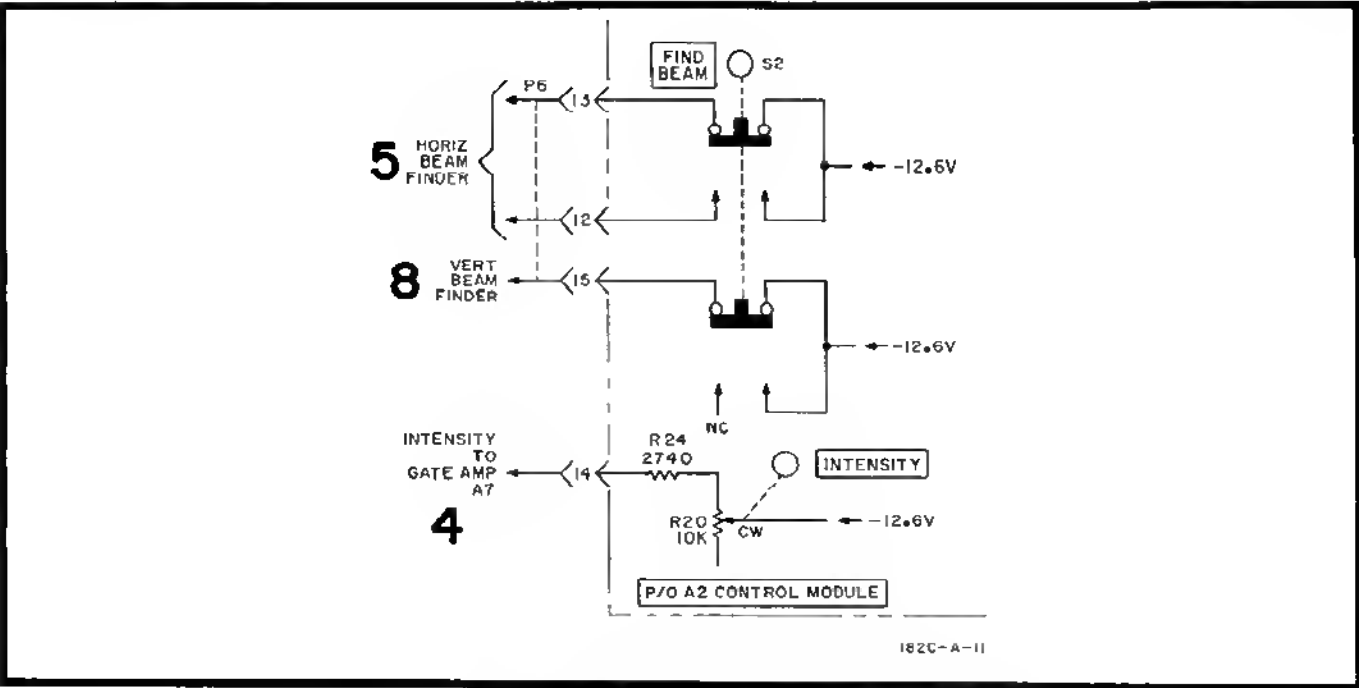 FIND
BEAM
S2
P6
13
5
HORIZ
BEAM
FINDER
-12.6V
12
8
VERT
BEAM
FINDER
15
-12.6V
NC
INTENSITY
TO
GATE AMP
A7
4
14
R24
2740
INTENSITY
R20
10K
CW
-12.6V
P/O A2 CONTROL MODULE
182C-A-11